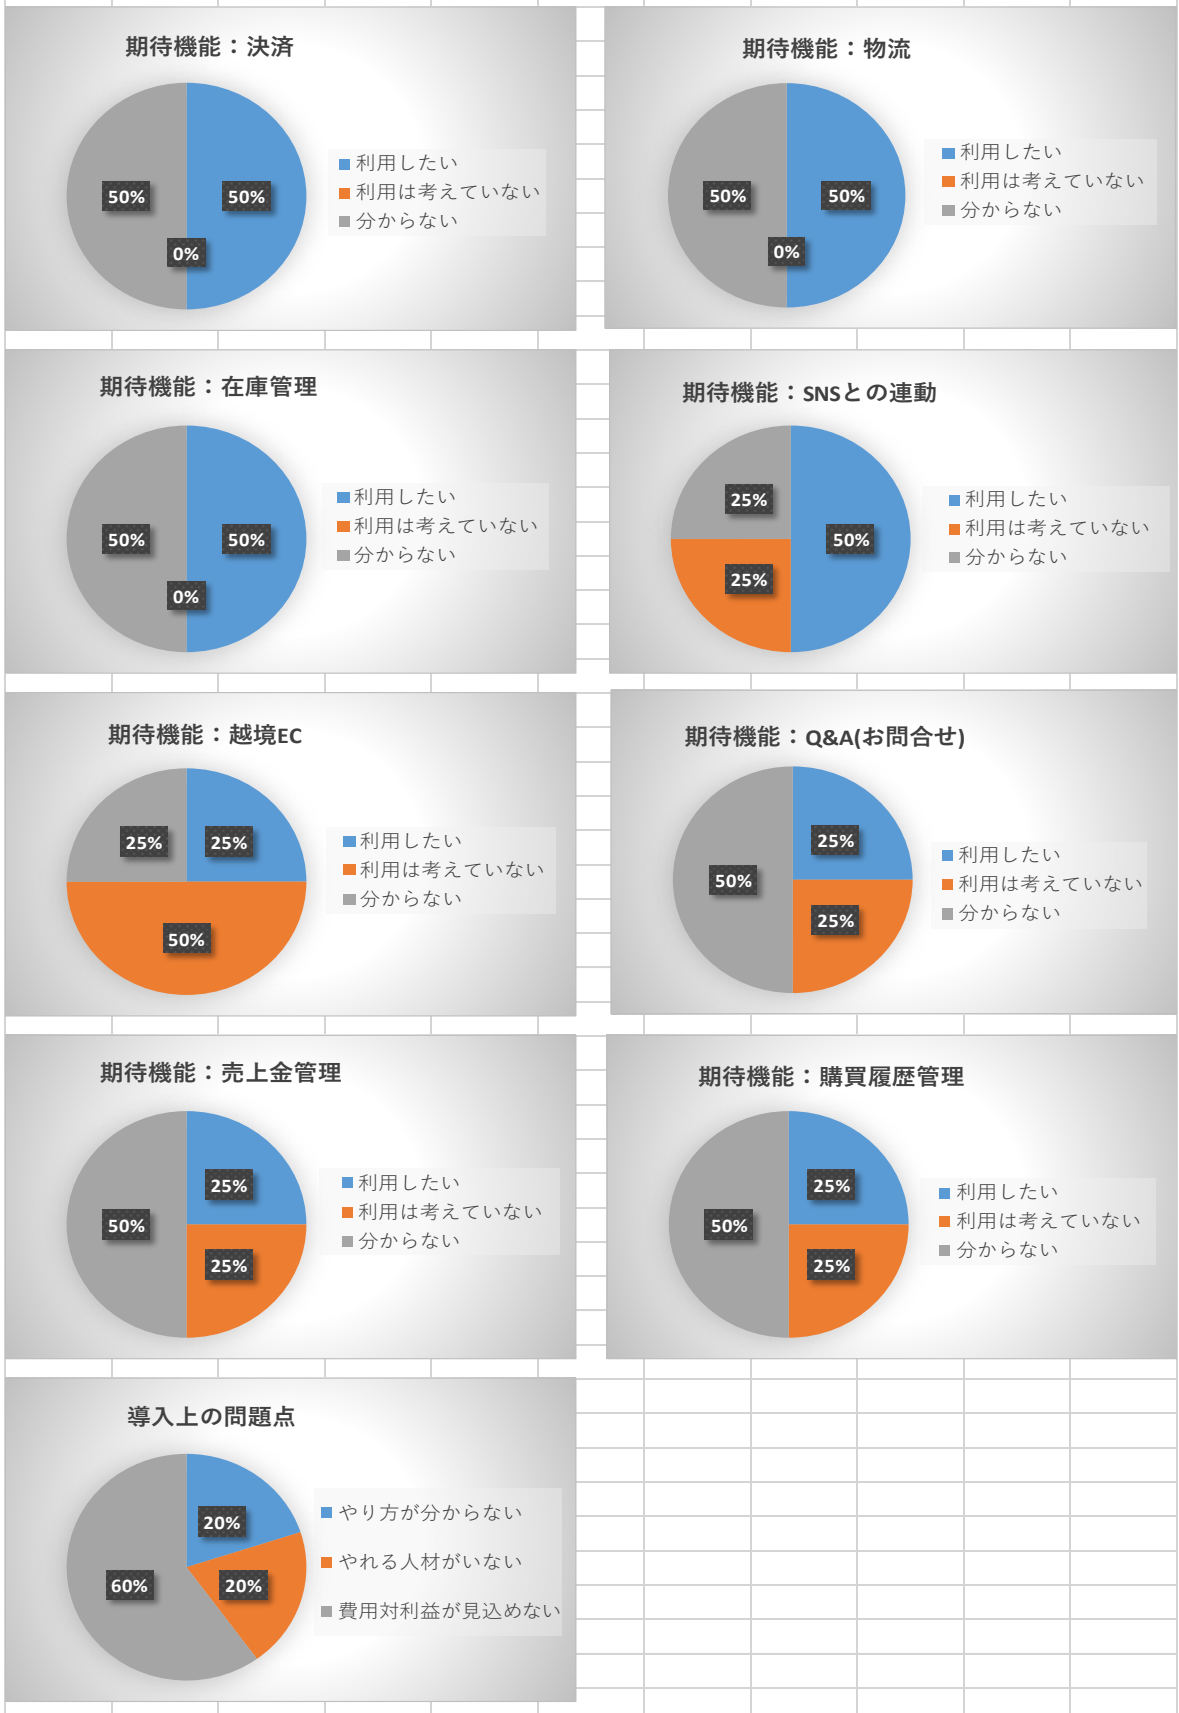 期待機能：決済
50%
50%
0%
利用したい
利用は考えていない
分からない
期待機能：物流
50%
50%
0%
利用したい
利用は考えていない
分からない
期待機能：在庫管理
50%
50%
0%
利用したい
利用は考えていない
分からない
期待機能：SNSとの連動
25%
50%
25%
利用したい
利用は考えていない
分からない
期待機能：越境EC
25%
25%
50%
利用したい
利用は考えていない
分からない
期待機能：Q&A(お問合せ)
25%
50%
25%
利用したい
利用は考えていない
分からない
期待機能：売上金管理
25%
50%
25%
利用したい
利用は考えていない
分からない
期待機能：購買履歴管理
25%
50%
25%
利用したい
利用は考えていない
分からない
導入上の問題点
20%
60%
20%
やり方が分からない
やれる人材がいない
費用対利益が見込めない